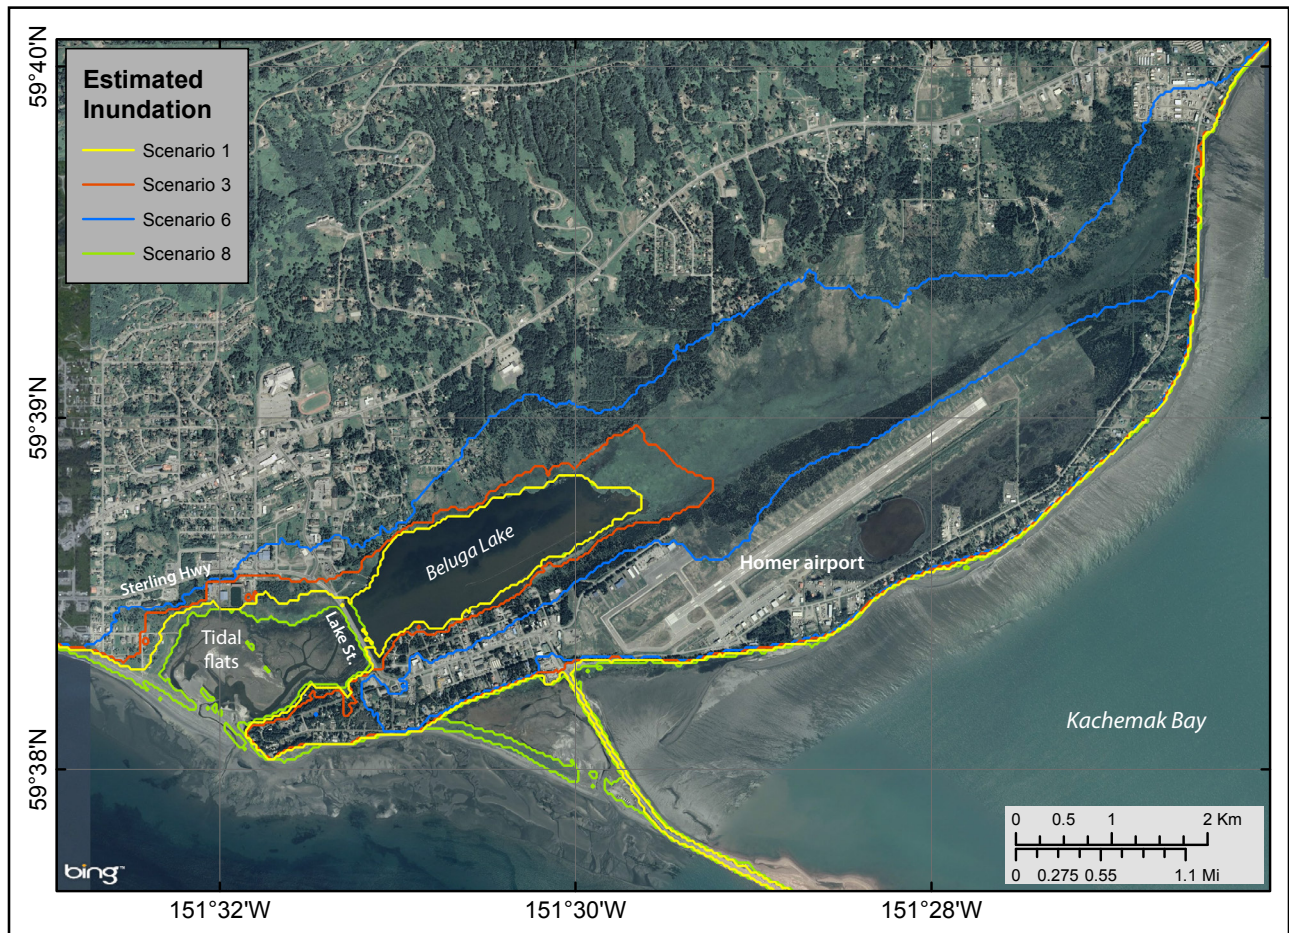 Estimated
Inundation
Scenario 1
Scenario 3
Scenario 6
Scenario 8
59°40'N
59°39'N
59°38'N
Sterling Hwy
Beluga Lake
Homer airport
Tidal
flats
Lake St.
Kachemak Bay
0 0.5 1 2 Km
0 0.275 0.55 1.1 Mi
bing™
151°32'W 151°30'W 151°28'W